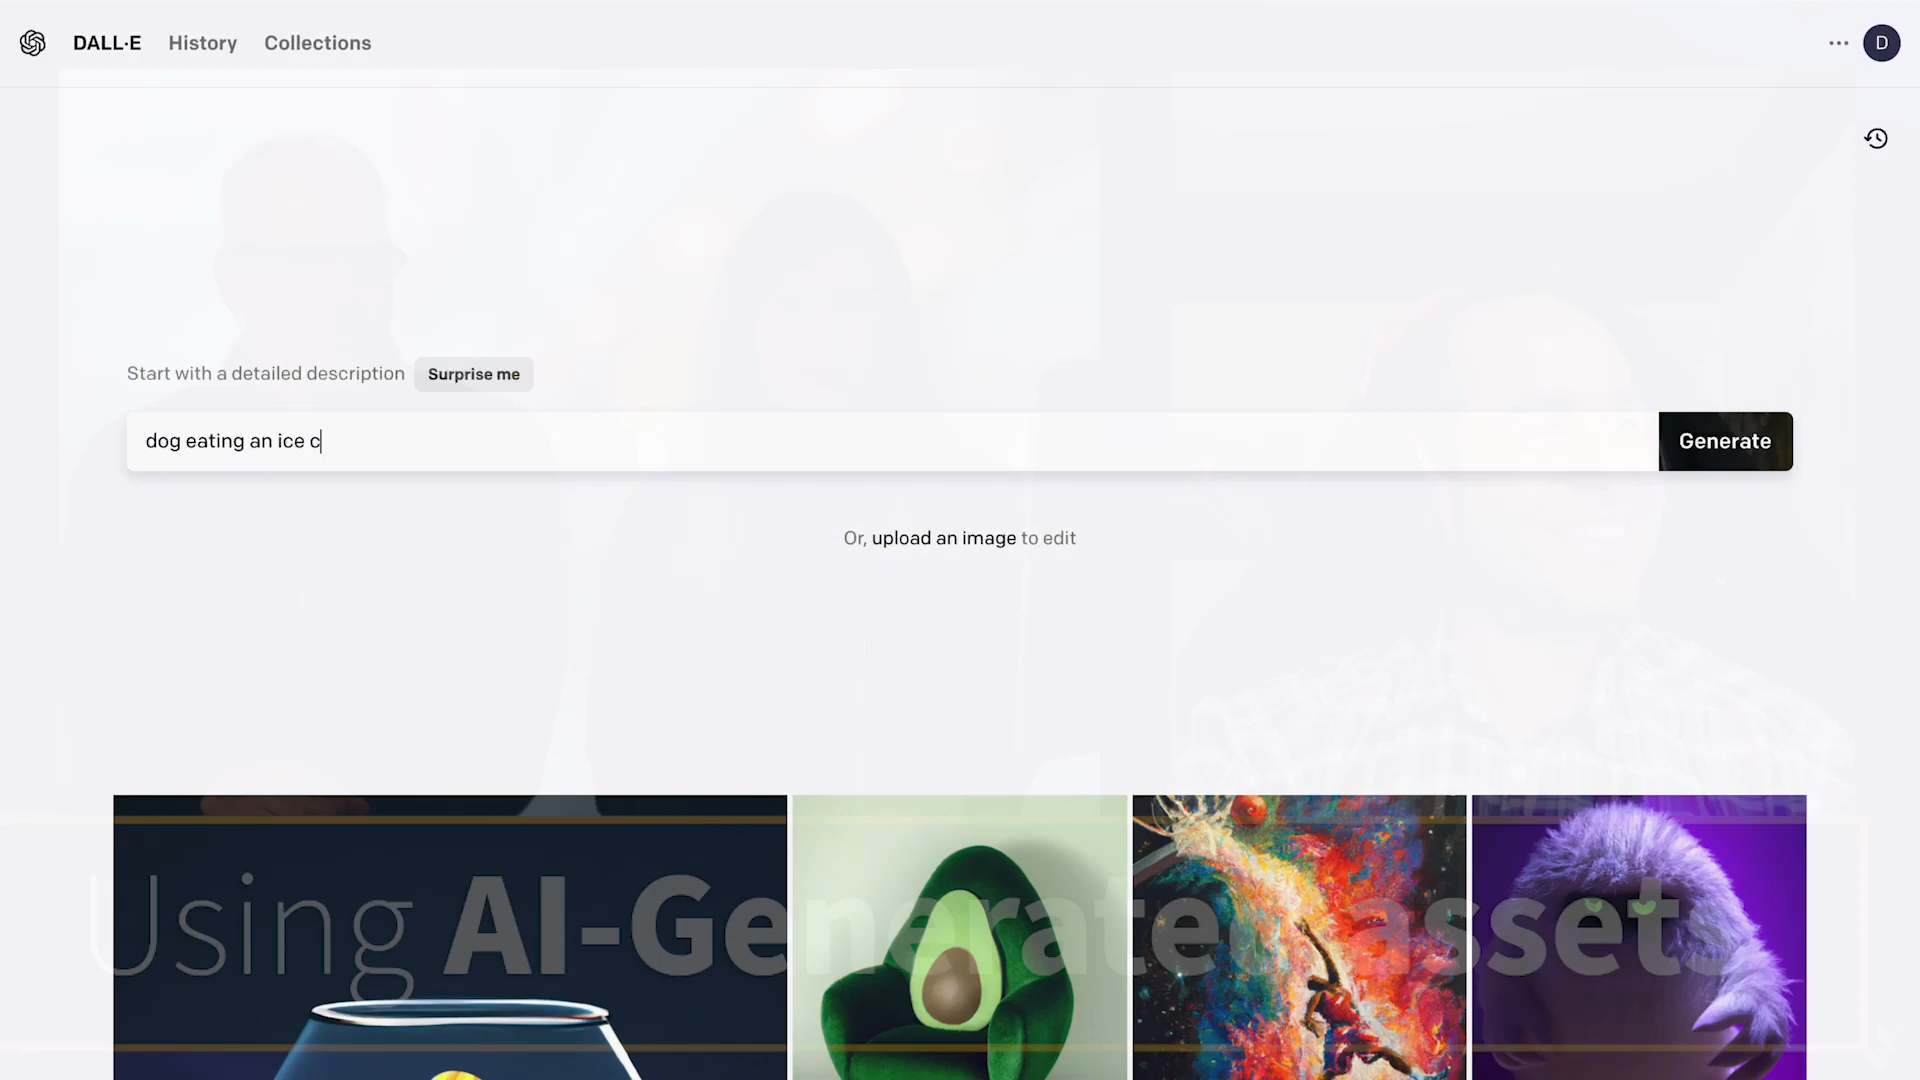 DALL·E History Collections
D
Start with a detailed description Surprise me
dog eating an ice c
Generate
Or, upload an image to edit
Using AI-Generated assets